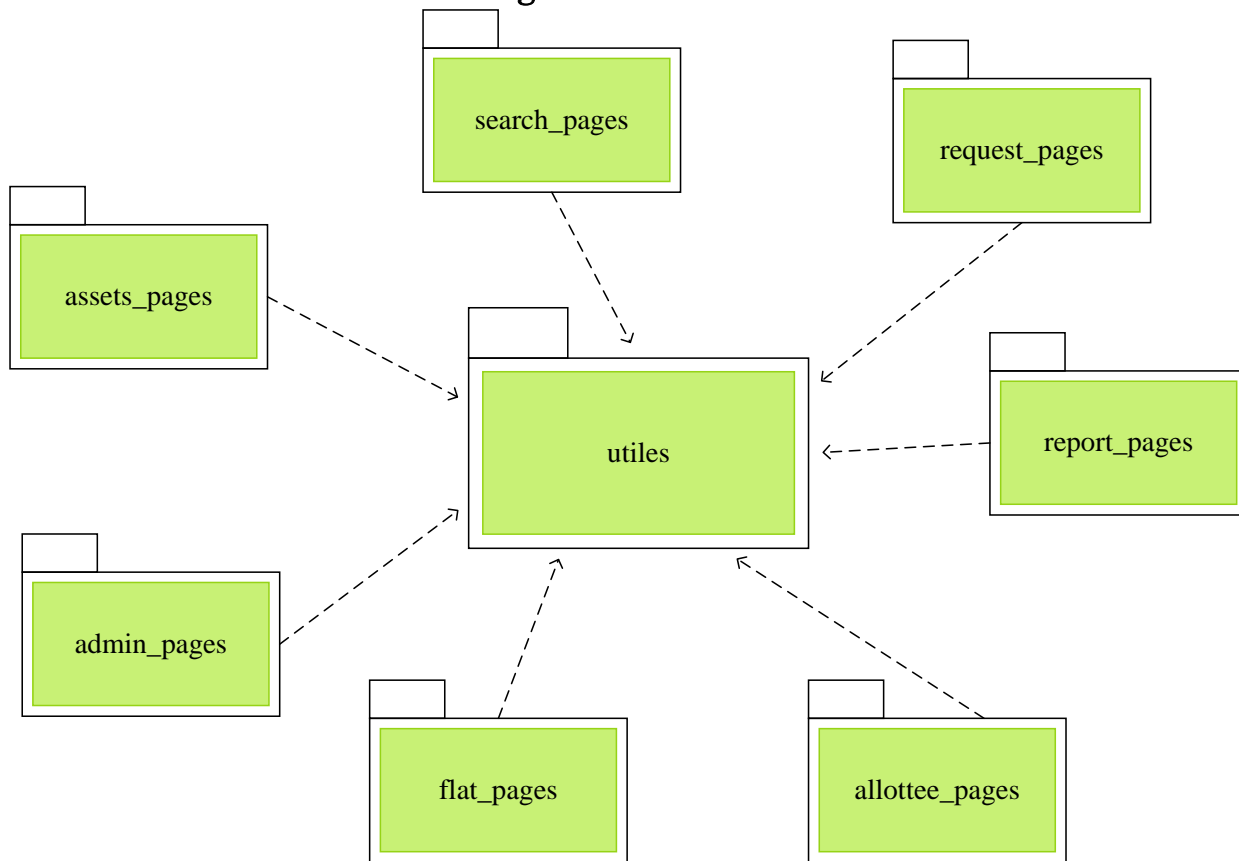 search_pages
request_pages
assets_pages
report_pages
utiles
admin_pages
flat_pages
allottee_pages